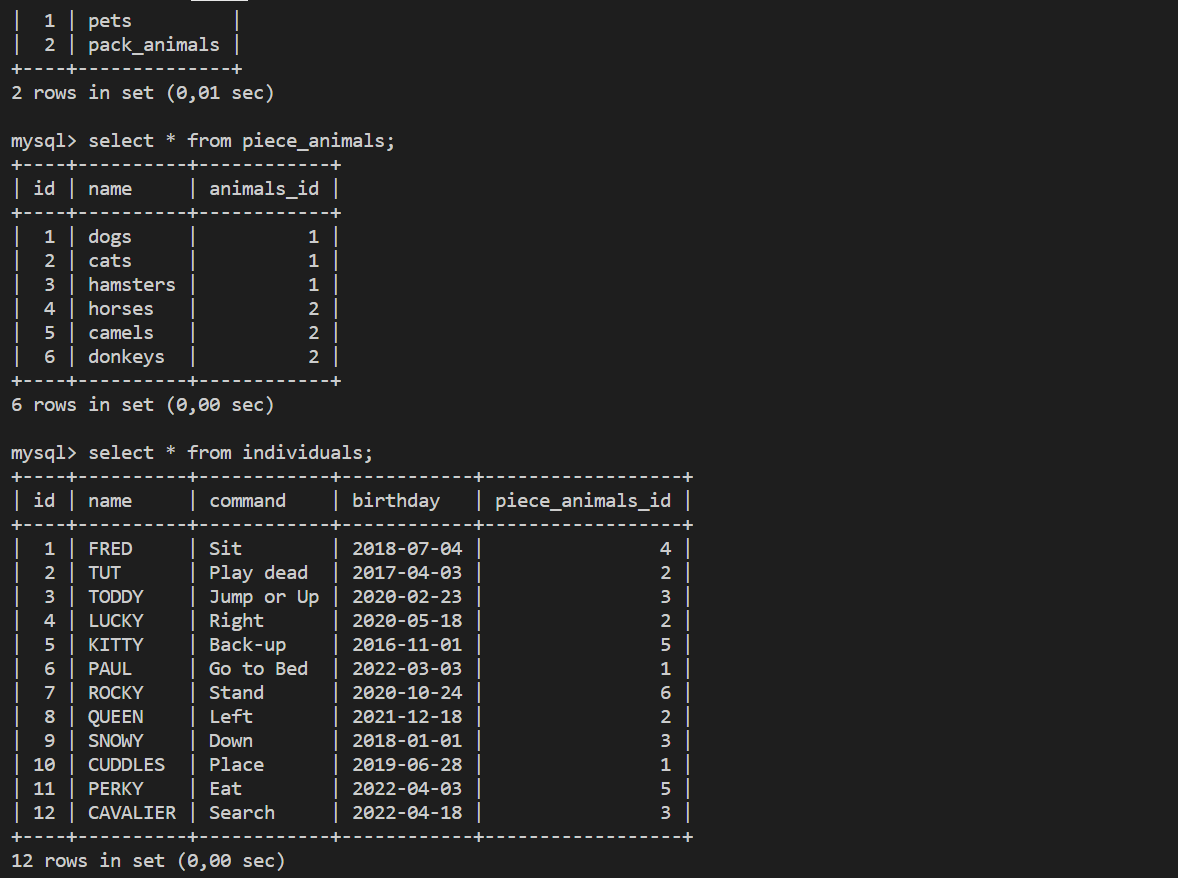 |  1 | pets         |
|  2 | pack_animals |
+----+--------------+
2 rows in set (0,01 sec)
mysql> select * from piece_animals;
+----+----------+------------+
| id | name     | animals_id |
+----+----------+------------+
|  1 | dogs     |          1 |
|  2 | cats     |          1 |
|  3 | hamsters |          1 |
|  4 | horses   |          2 |
|  5 | camels   |          2 |
|  6 | donkeys  |          2 |
+----+----------+------------+
6 rows in set (0,00 sec)
mysql> select * from individuals;
+----+----------+------------+------------+------------------+
| id | name     | command    | birthday   | piece_animals_id |
+----+----------+------------+------------+------------------+
|  1 | FRED     | Sit        | 2018-07-04 |                4 |
|  2 | TUT      | Play dead  | 2017-04-03 |                2 |
|  3 | TODDY    | Jump or Up | 2020-02-23 |                3 |
|  4 | LUCKY    | Right      | 2020-05-18 |                2 |
|  5 | KITTY    | Back-up    | 2016-11-01 |                5 |
|  6 | PAUL     | Go to Bed  | 2022-03-03 |                1 |
|  7 | ROCKY    | Stand      | 2020-10-24 |                6 |
|  8 | QUEEN    | Left       | 2021-12-18 |                2 |
|  9 | SNOWY    | Down       | 2018-01-01 |                3 |
| 10 | CUDDLES  | Place      | 2019-06-28 |                1 |
| 11 | PERKY    | Eat        | 2022-04-03 |                5 |
| 12 | CAVALIER | Search     | 2022-04-18 |                3 |
+----+----------+------------+------------+------------------+
12 rows in set (0,00 sec)